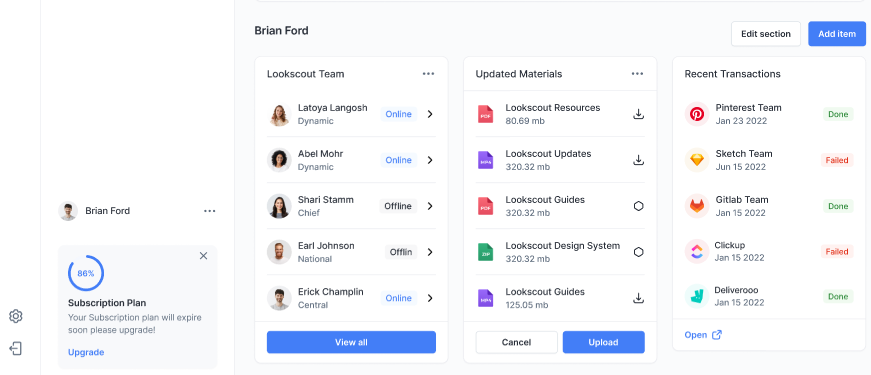 Brian Ford
86%
Subscription Plan
Your Subscription plan will expire
soon please upgrade!
Upgrade
Brian Ford
Edit section
Add item
Lookscout Team
Latoya Langosh
Dynamic
Online
Abel Mohr
Dynamic
Online
Shari Stamm
Chief
Offline
Earl Johnson
National
Offlin
Erick Champlin
Central
Online
View all
Updated Materials
PDF
Lookscout Resources
80.69 mb
MP4
Lookscout Updates
320.32 mb
PDF
Lookscout Guides
320.32 mb
ZIP
Lookscout Design System
320.32 mb
MP4
Lookscout Guides
125.05 mb
Cancel
Upload
Recent Transactions
Pinterest Team
Jan 23 2022
Done
Sketch Team
Jun 15 2022
Failed
Gitlab Team
Jan 15 2022
Done
Clickup
Jan 15 2022
Failed
Deliverooo
Jan 15 2022
Done
Open